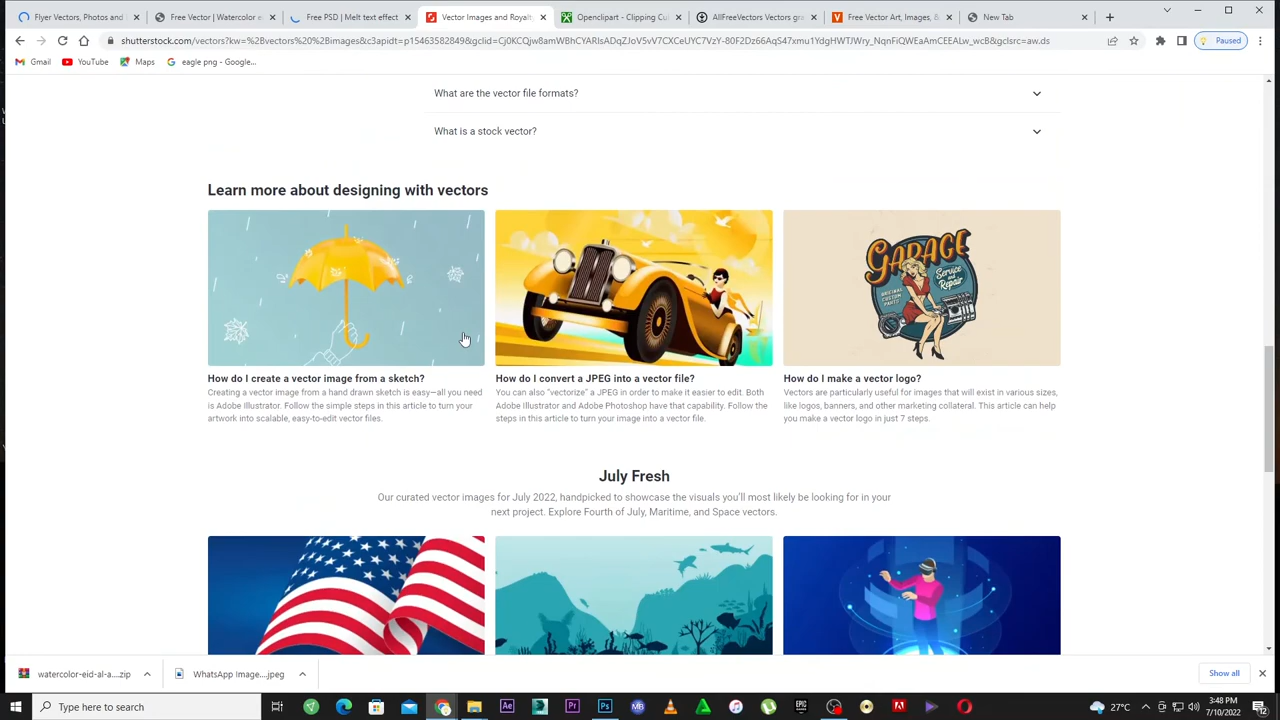 Flyer Vectors, Photos and
Free Vector | Watercolor e
Free PSD | Melt text effect
Vector Images and Royalty
Openclipart - Clipping Cu
AllFreeVectors Vectors gra
Free Vector Art, Images, &
New Tab
shutterstock.com/vectors?kw=%2Bvectors%20%2Bimages&c3apidt=p15463582849&gclid=Cj0KCQjw8amWBhCYARIsADqZJoV5vV7CXCeUYC7VzY-80F2Dz66AqS47xmu1YdgHWTJWry_NqnFiQWEaAmCEEALw_wcB&gclsrc=aw.ds
Paused
Gmail
YouTube
Maps
eagle png - Google...
What are the vector file formats?
What is a stock vector?
Learn more about designing with vectors
GARAGE
Service and Repair
ORIGINAL CUSTOM PARTS
How do I create a vector image from a sketch?
Creating a vector image from a hand drawn sketch is easy—all you need
is Adobe Illustrator. Follow the simple steps in this article to turn your
artwork into scalable, easy-to-edit vector files.
How do I convert a JPEG into a vector file?
You can also "vectorize" a JPEG in order to make it easier to edit. Both
Adobe Illustrator and Adobe Photoshop have that capability. Follow the
steps in this article to turn your image into a vector file.
How do I make a vector logo?
Vectors are particularly useful for images that will exist in various sizes,
like logos, banners, and other marketing collateral. This article can help
you make a vector logo in just 7 steps.
July Fresh
Our curated vector images for July 2022, handpicked to showcase the visuals you'll most likely be looking for in your
next project. Explore Fourth of July, Maritime, and Space vectors.
watercolor-eid-al-a....zip
WhatsApp Image....jpeg
Show all
Type here to search
27°C
3:48 PM
7/10/2022